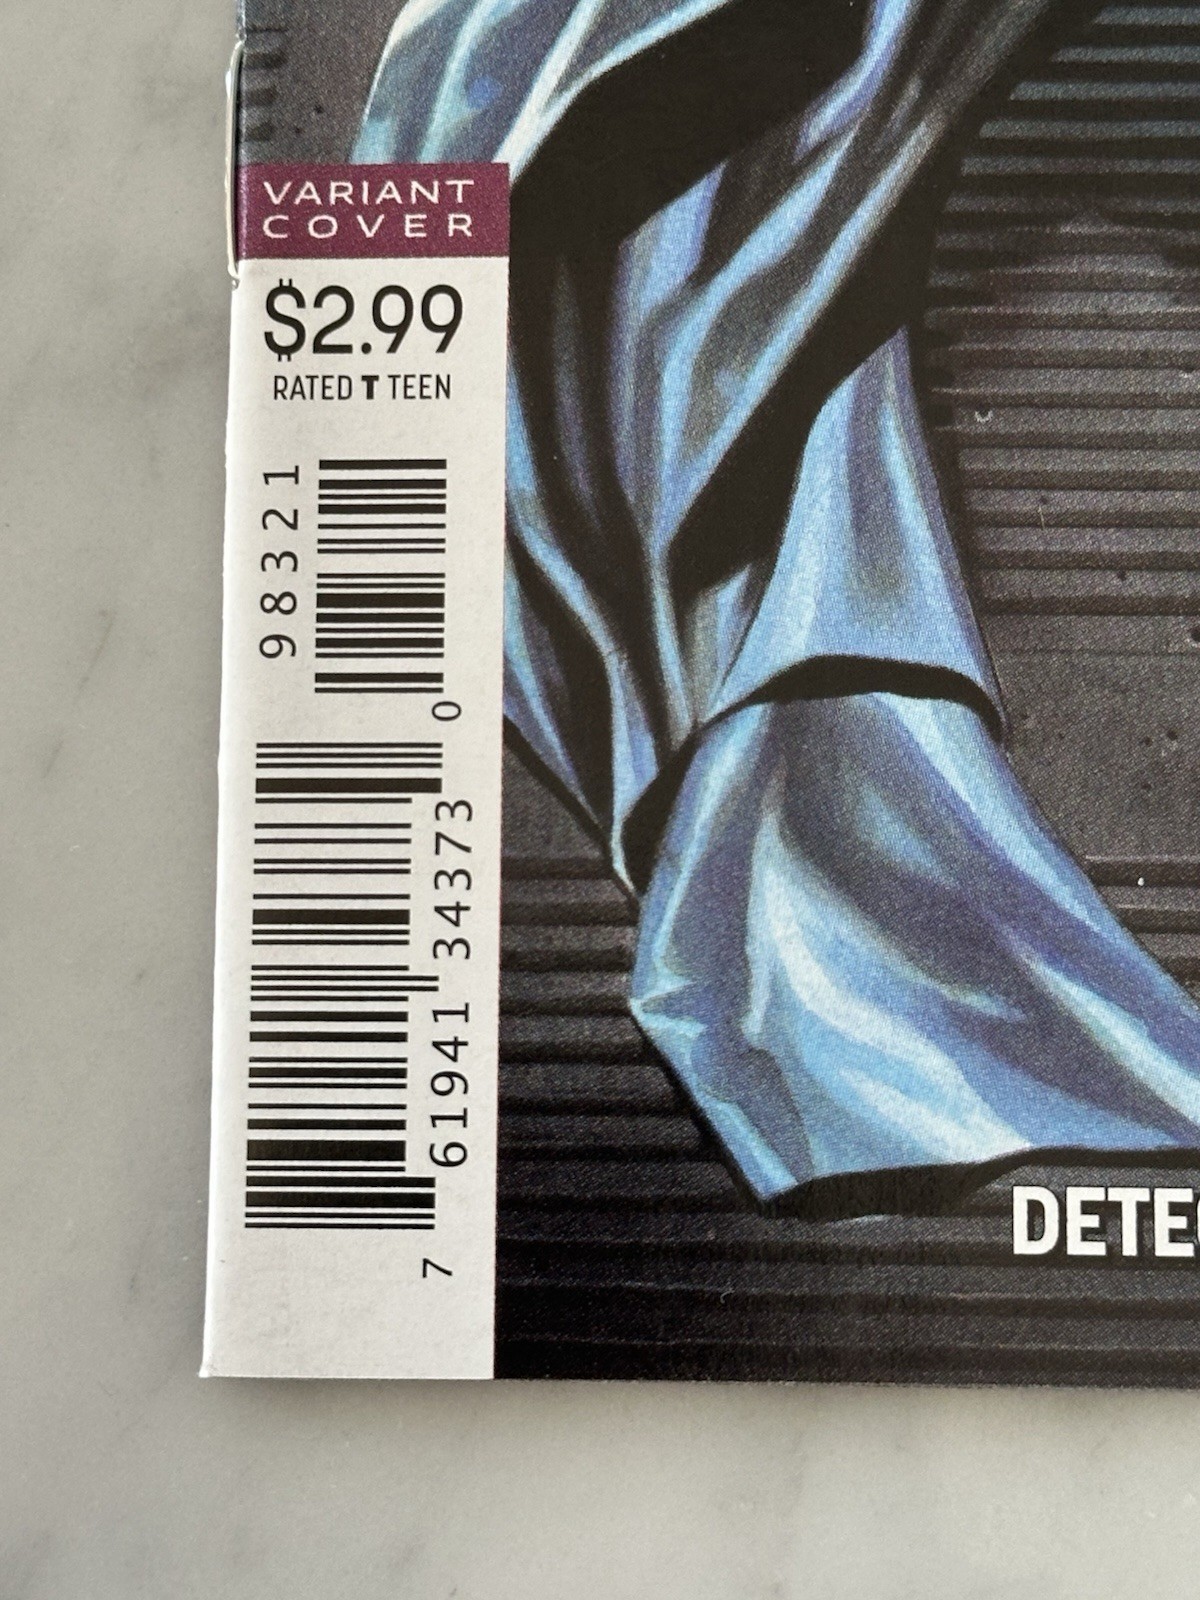 VARIANT
COVER
$2.99
RATED T TEEN
98321
0
7 61941 34373
DETEC